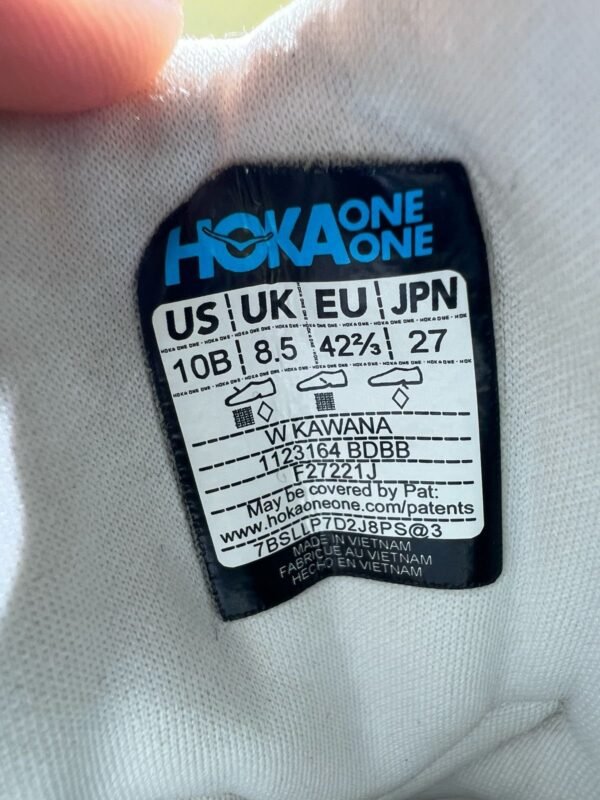 HOKA ONE ONE
US UK EU JPN
10B 8.5 42⅔ 27
W KAWANA
1123164 BDBB
F27221J
May be covered by Pat:
www.hokaoneone.com/patents
7BSLLP7D2J8PS@3
MADE IN VIETNAM
FABRIQUE AU VIETNAM
HECHO EN VIETNAM